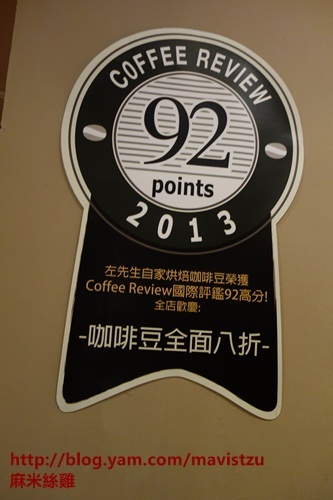 COFFEE REVIEW
92
points
2013
左先生自家烘焙咖啡豆榮獲
Coffee Review國際評鑑92高分!
全店歡慶:
-咖啡豆全面八折-
http://blog.yam.com/mavistzu
麻米絲雞